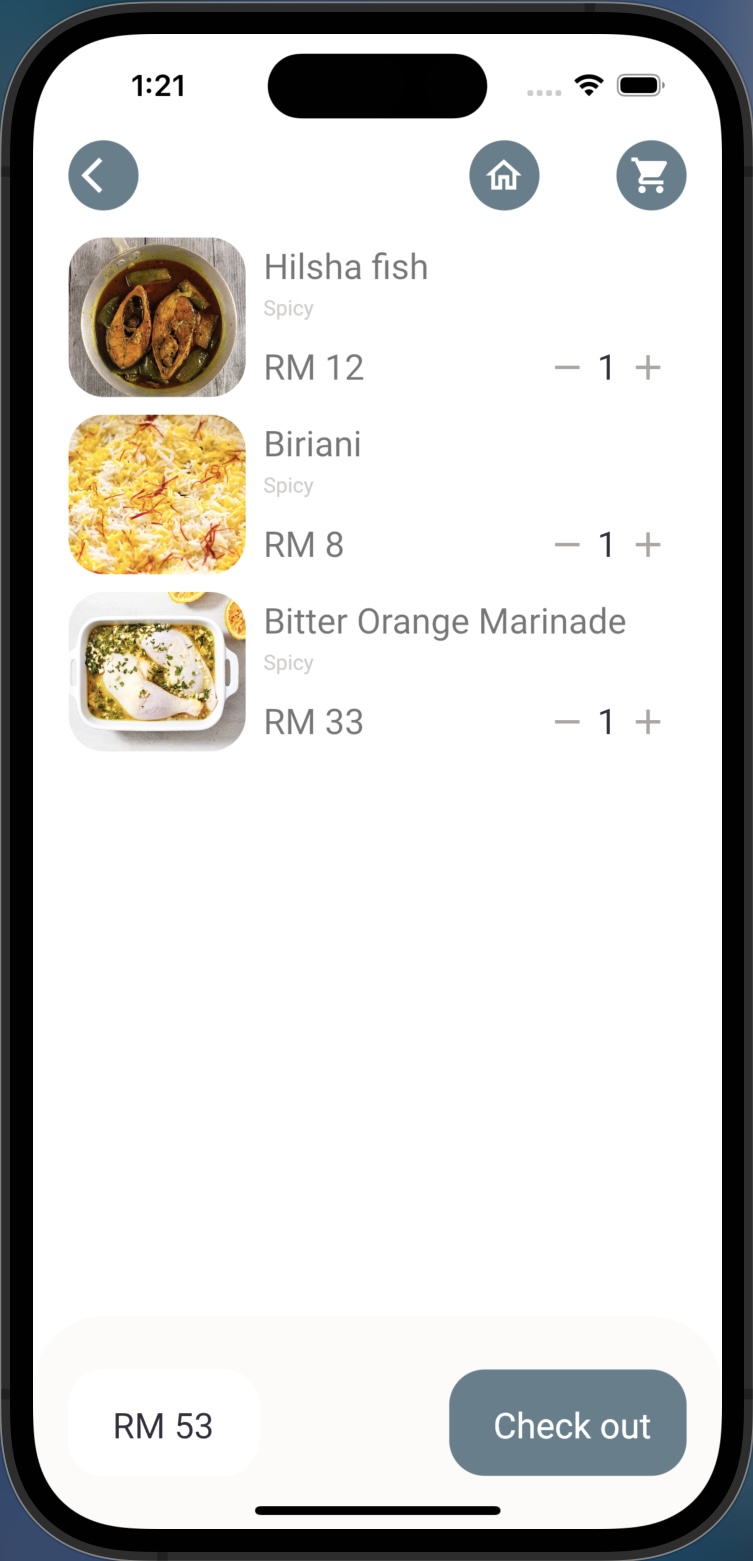 1:21
Hilsha fish
Spicy
RM 12
1
Biriani
Spicy
RM 8
1
Bitter Orange Marinade
Spicy
RM 33
1
RM 53
Check out